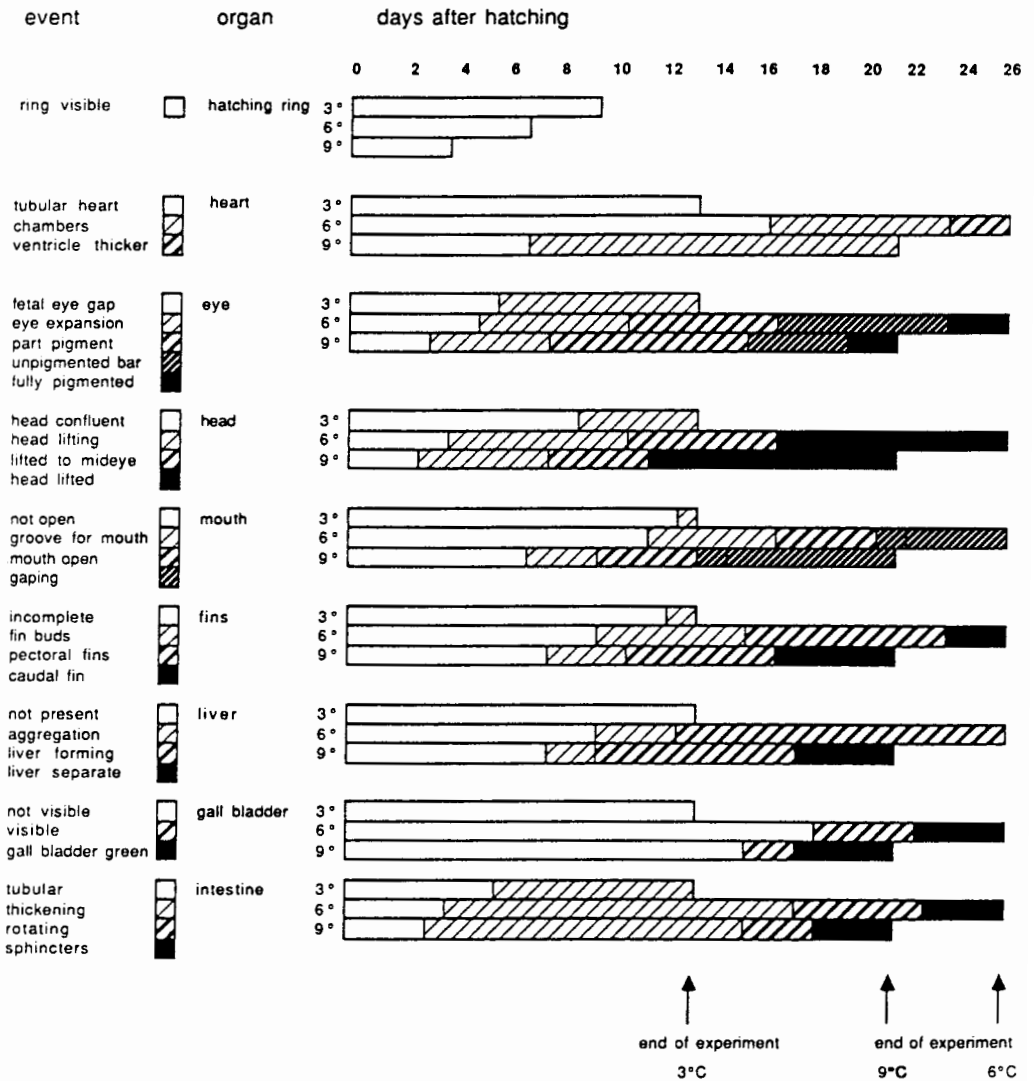 event organ days after hatching
0 2 4 6 8 10 12 14 16 18 20 22 24 26
ring visible hatching ring 3°
6°
9°
tubular heart heart 3°
chambers 6°
ventricle thicker 9°
fetal eye gap eye 3°
eye expansion 6°
part pigment 9°
unpigmented bar
fully pigmented
head confluent head 3°
head lifting 6°
lifted to mideye 9°
head lifted
not open mouth 3°
groove for mouth 6°
mouth open 9°
gaping
incomplete fins 3°
fin buds 6°
pectoral fins 9°
caudal fin
not present liver 3°
aggregation 6°
liver forming 9°
liver separate
not visible gall bladder 3°
visible 6°
gall bladder green 9°
tubular intestine 3°
thickening 6°
rotating 9°
sphincters
end of experiment end of experiment
3°C 9°C 6°C